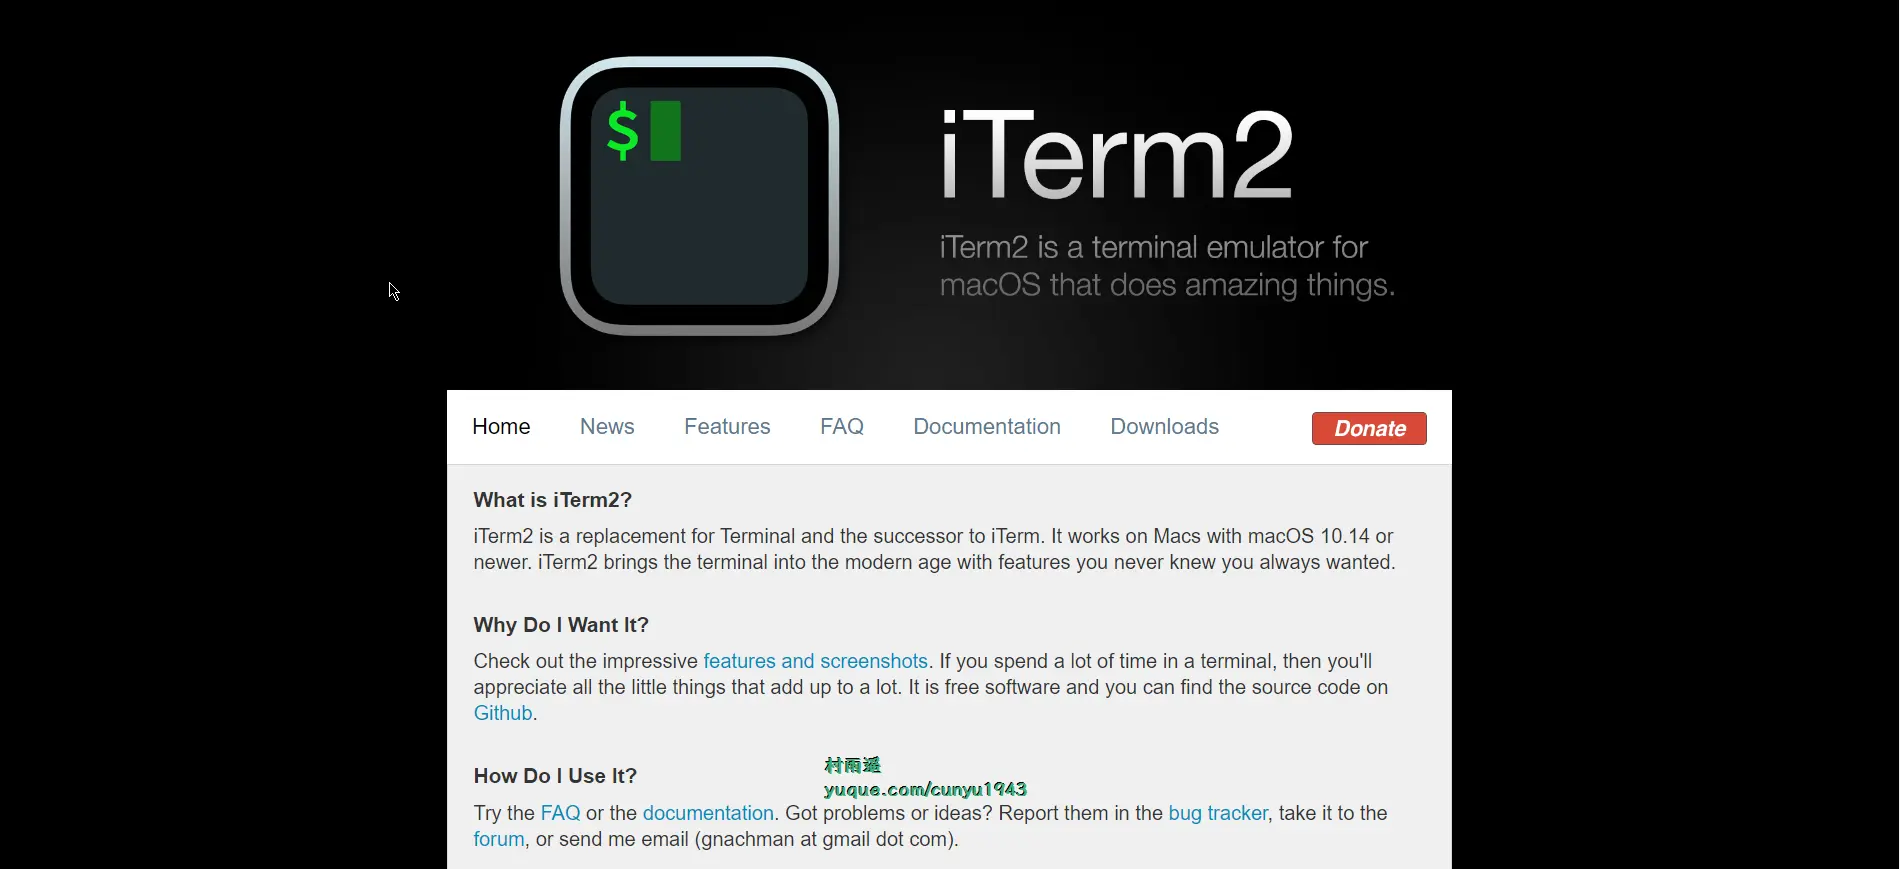 $
iTerm2
iTerm2 is a terminal emulator for
macOS that does amazing things.
Home News Features FAQ Documentation Downloads Donate
What is iTerm2?
iTerm2 is a replacement for Terminal and the successor to iTerm. It works on Macs with macOS 10.14 or
newer. iTerm2 brings the terminal into the modern age with features you never knew you always wanted.
Why Do I Want It?
Check out the impressive features and screenshots. If you spend a lot of time in a terminal, then you'll
appreciate all the little things that add up to a lot. It is free software and you can find the source code on
Github.
村雨遥
How Do I Use It?
yuque.com/cunyu1943
Try the FAQ or the documentation. Got problems or ideas? Report them in the bug tracker, take it to the
forum, or send me email (gnachman at gmail dot com).